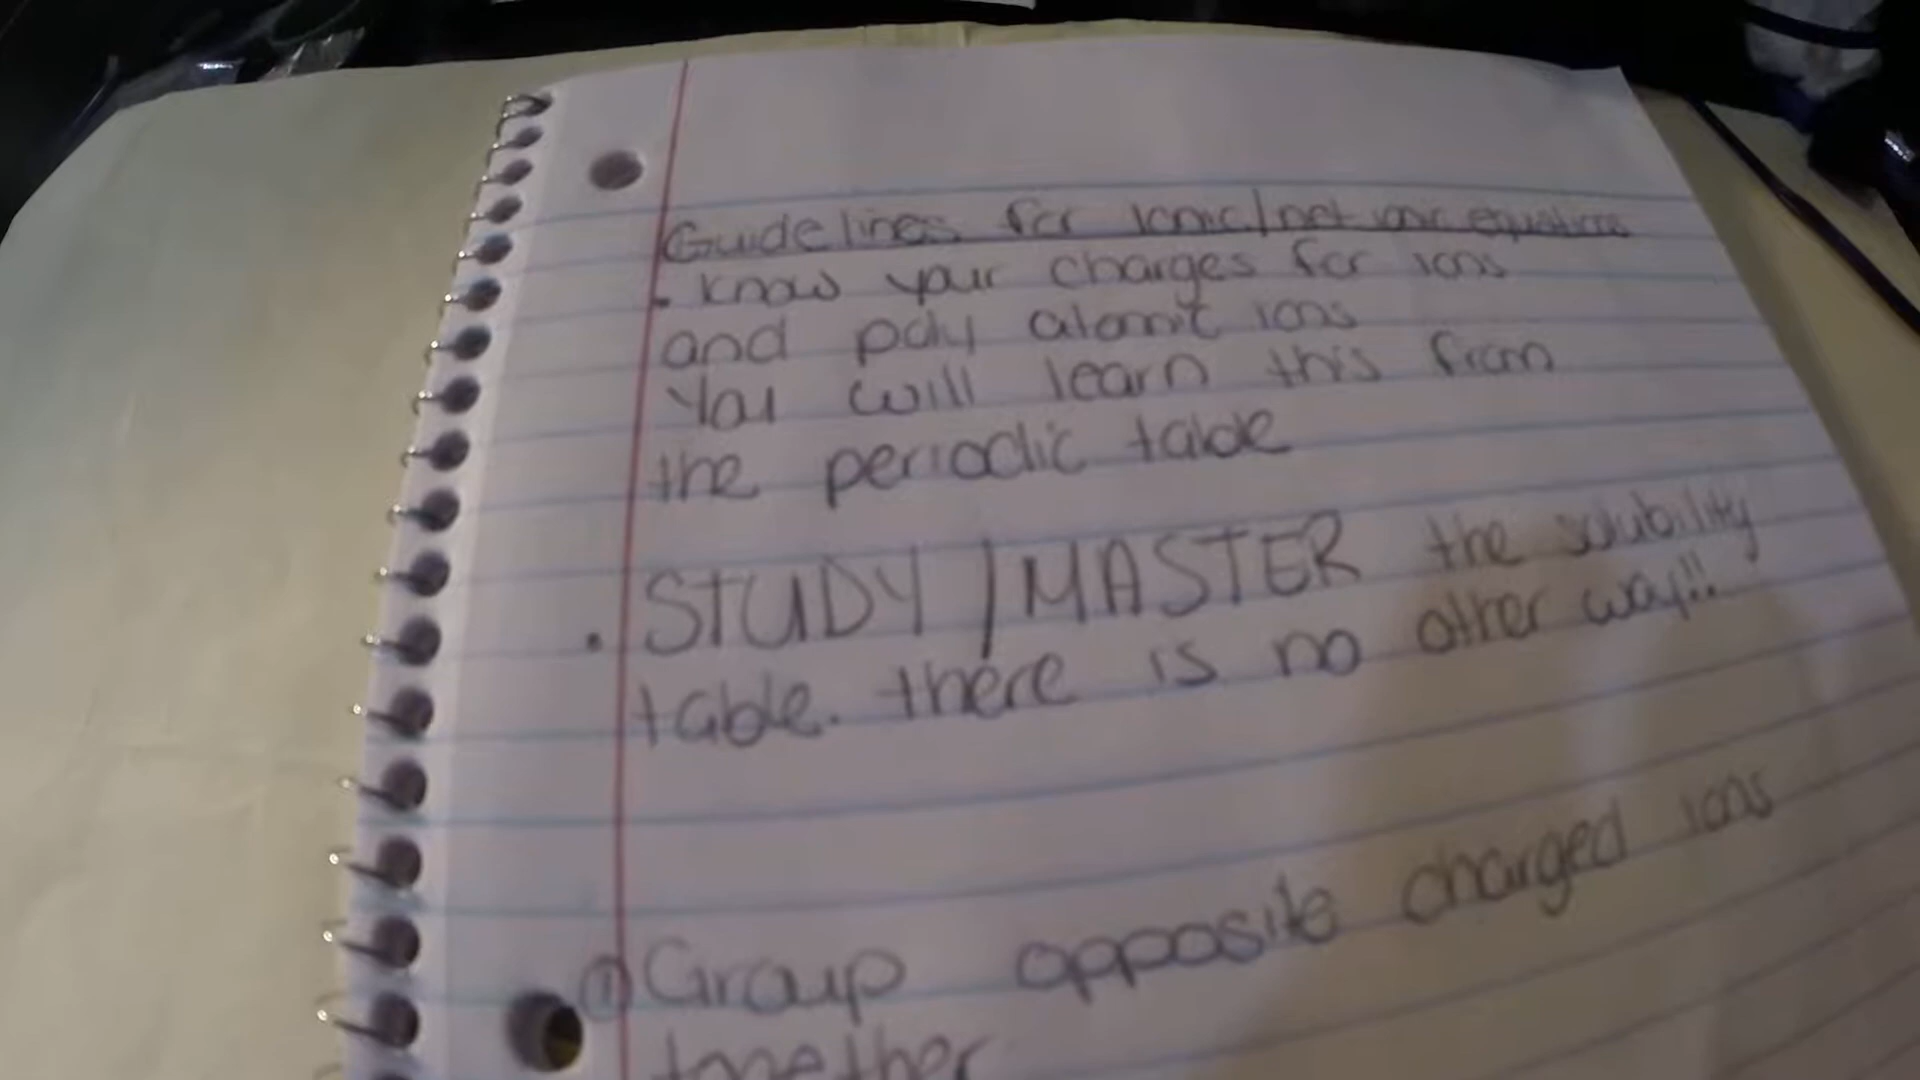 Guidelines for Ionic/net ionic equations
. know your charges for ions
and poly atomic ions
You will learn this from
the periodic table
. STUDY/MASTER the solubility
table. there is no other way!!
① Group opposite charged ions
together